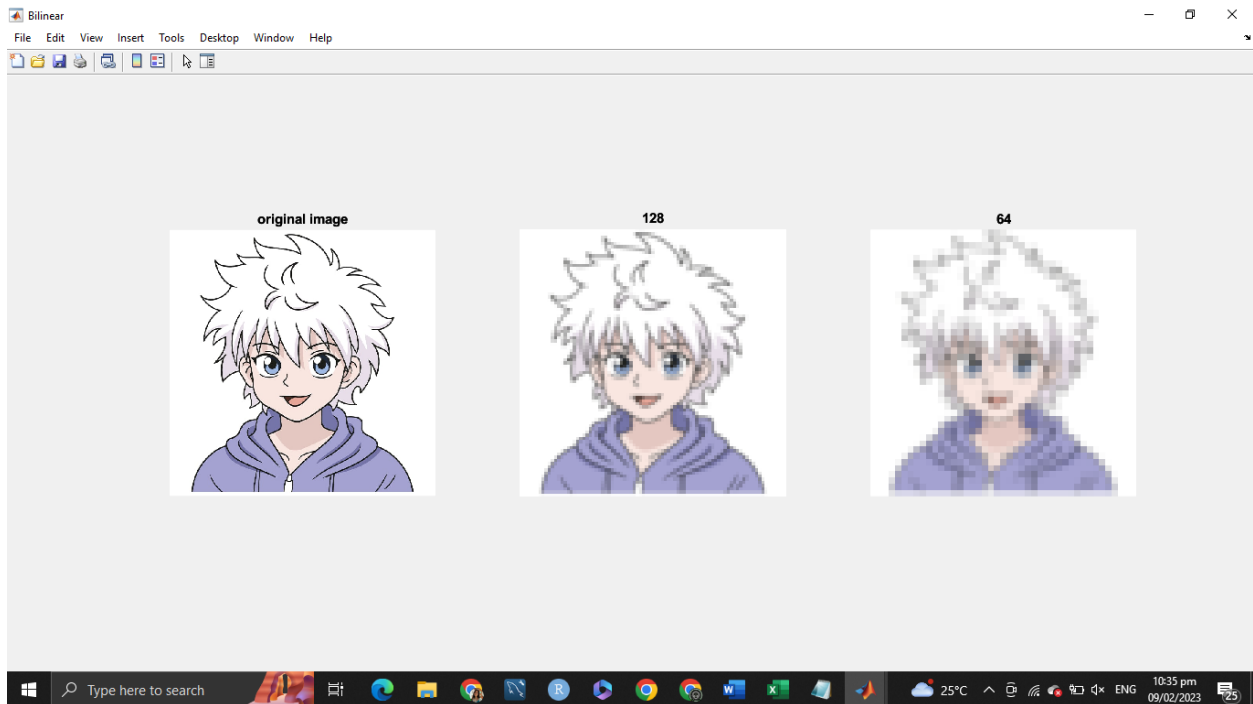 Bilinear
File Edit View Insert Tools Desktop Window Help
original image
128
64
Type here to search
R
W
X
25°C
ENG
10:35 pm
09/02/2023
25